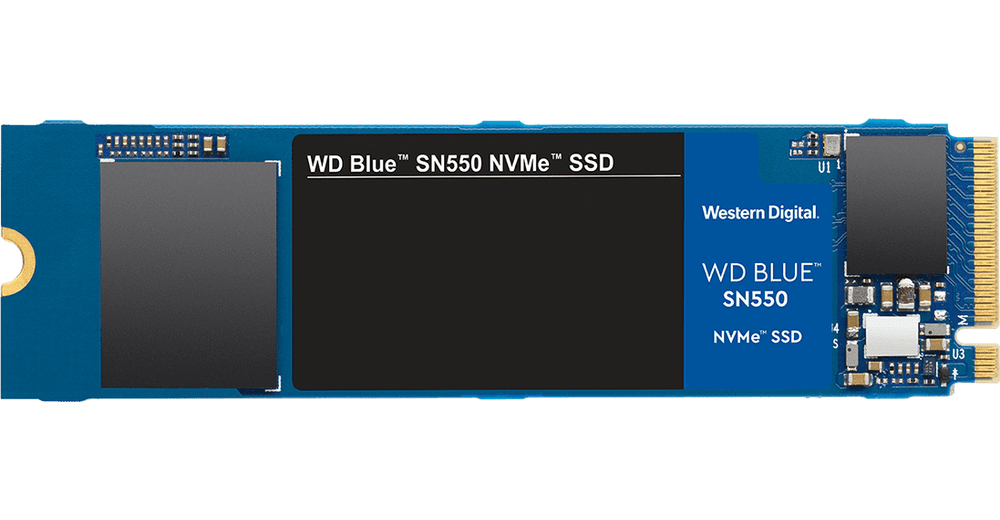 WD Blue™ SN550 NVMe™ SSD
U1
Western Digital.
WD BLUE™
SN550
NVMe™ SSD
M
U3